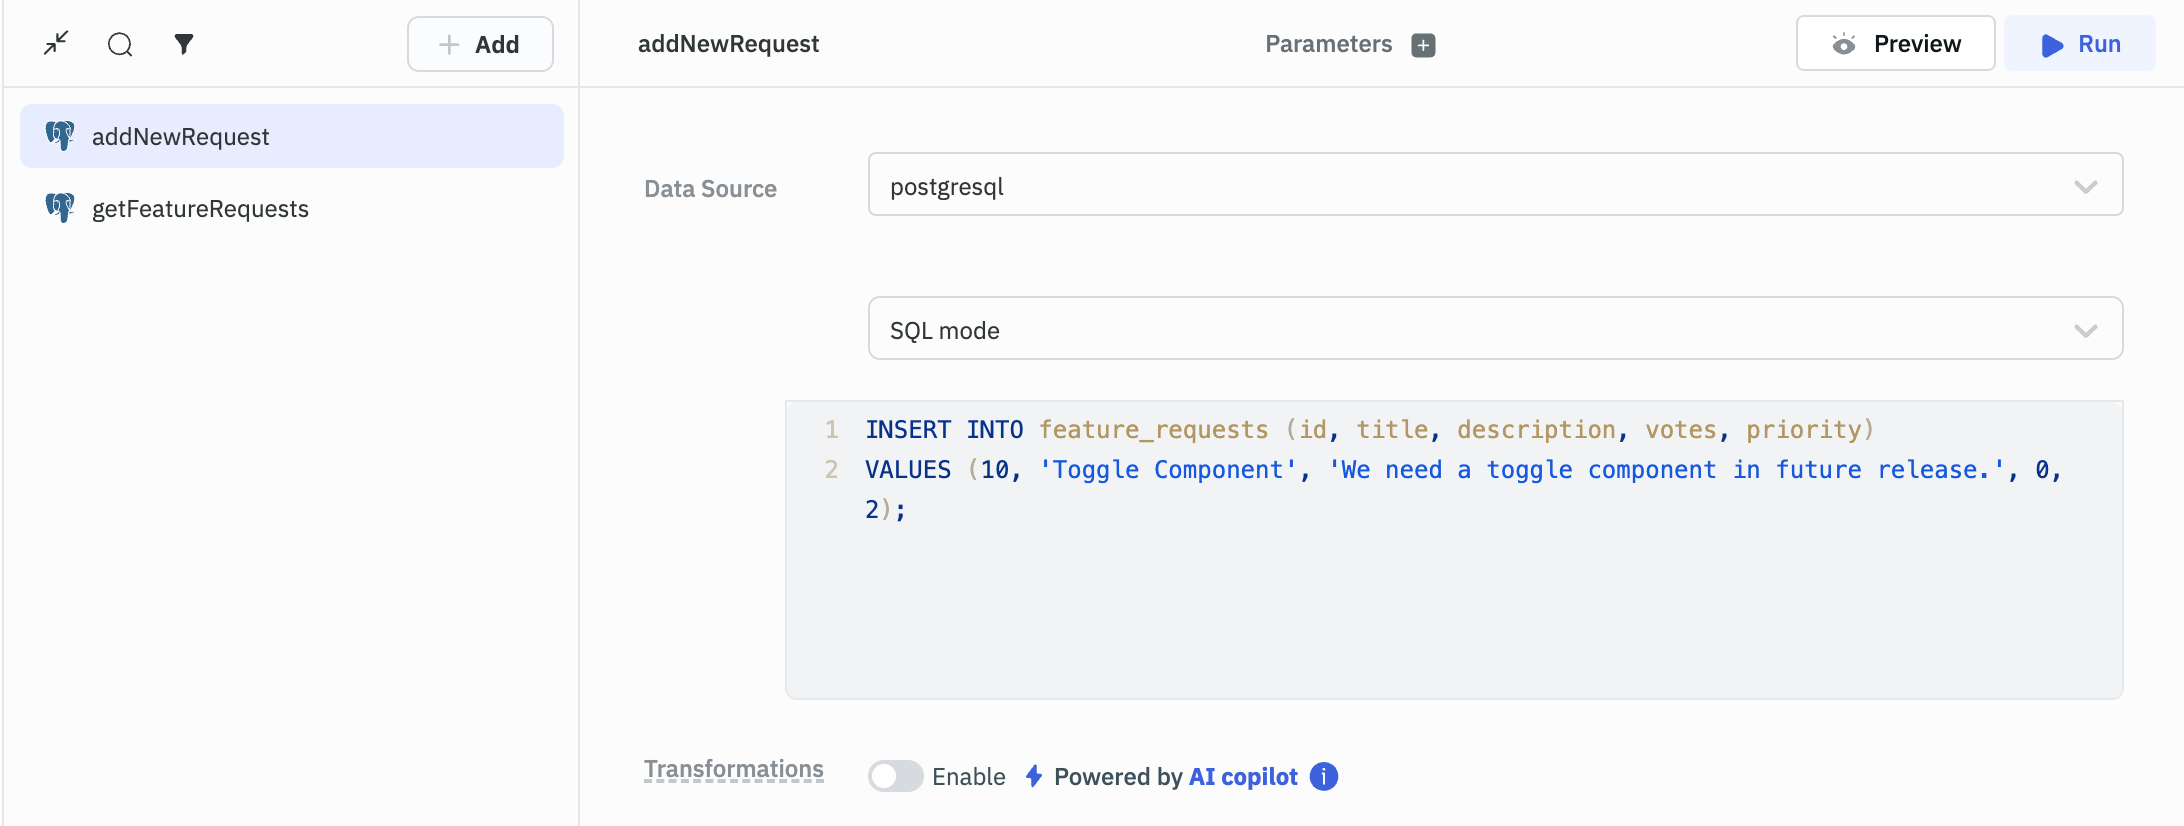 Add
addNewRequest
Parameters
Preview
Run
addNewRequest
getFeatureRequests
Data Source
postgresql
SQL mode
1 INSERT INTO feature_requests (id, title, description, votes, priority)
2 VALUES (10, 'Toggle Component', 'We need a toggle component in future release.', 0,
2);
Transformations
Enable
Powered by AI copilot